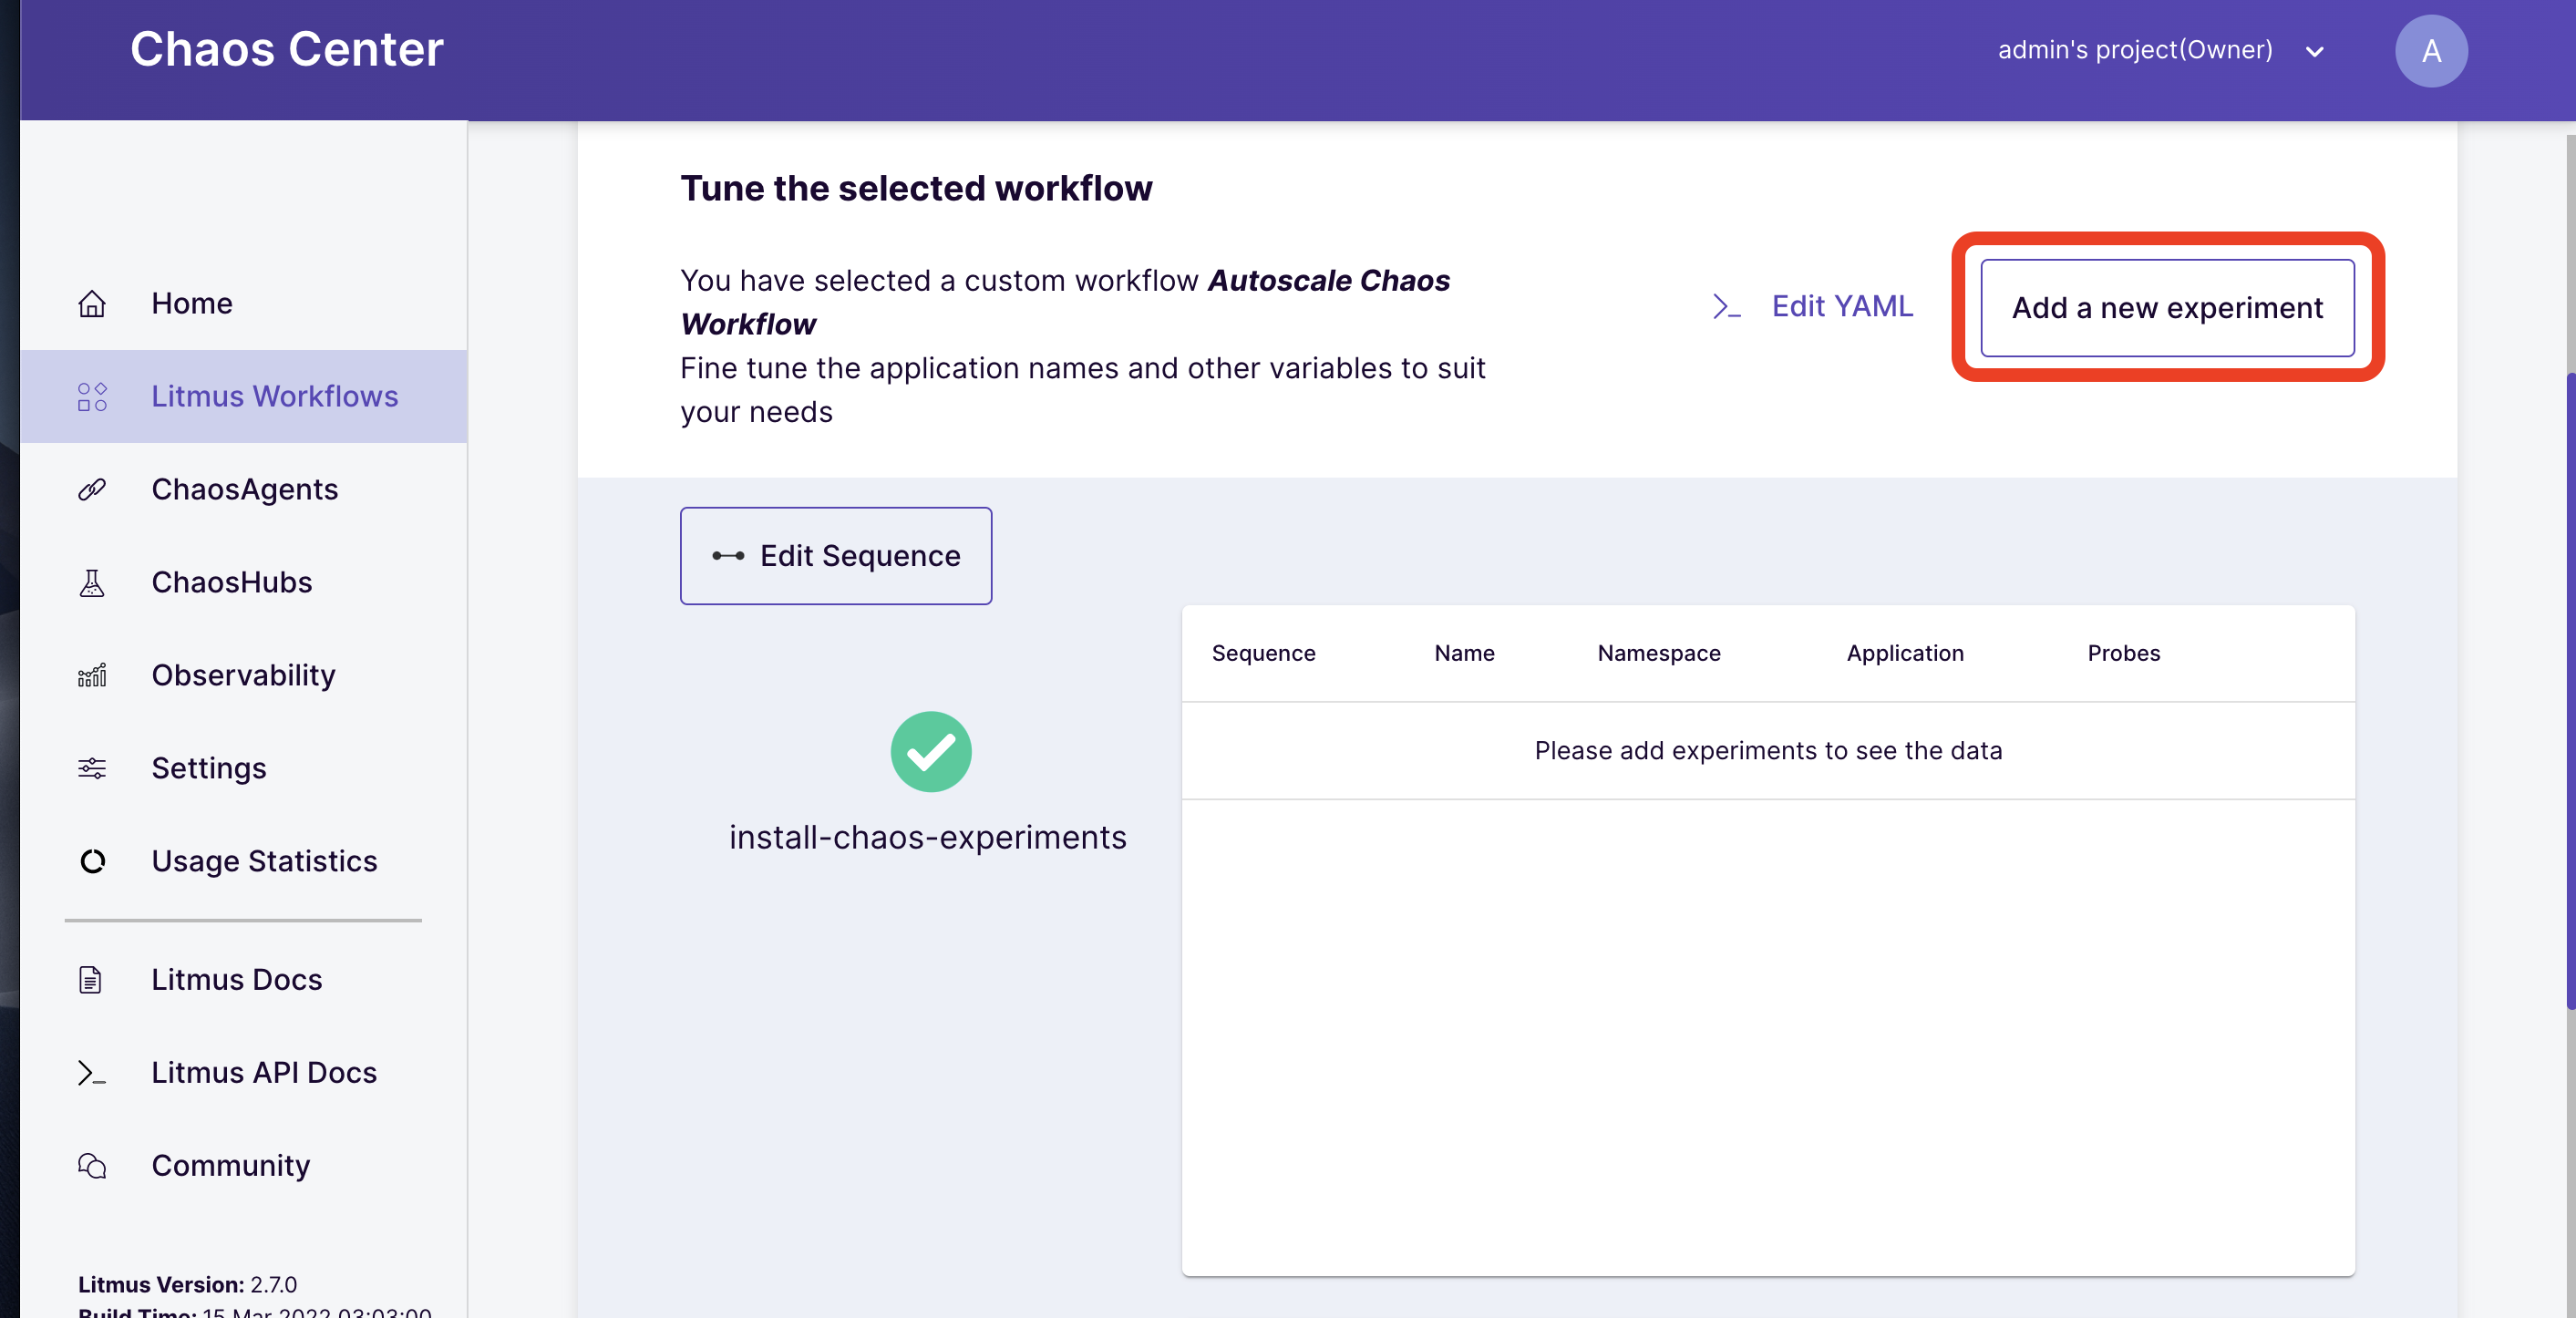 Chaos Center
admin's project(Owner)
A
Home
Litmus Workflows
ChaosAgents
ChaosHubs
Observability
Settings
Usage Statistics
Litmus Docs
Litmus API Docs
Community
Litmus Version: 2.7.0
Build Time: 15 Mar 2022 03:03:00
Tune the selected workflow
You have selected a custom workflow Autoscale Chaos
Workflow
Fine tune the application names and other variables to suit
your needs
>_ Edit YAML
Add a new experiment
Edit Sequence
install-chaos-experiments
Sequence Name Namespace Application Probes
Please add experiments to see the data